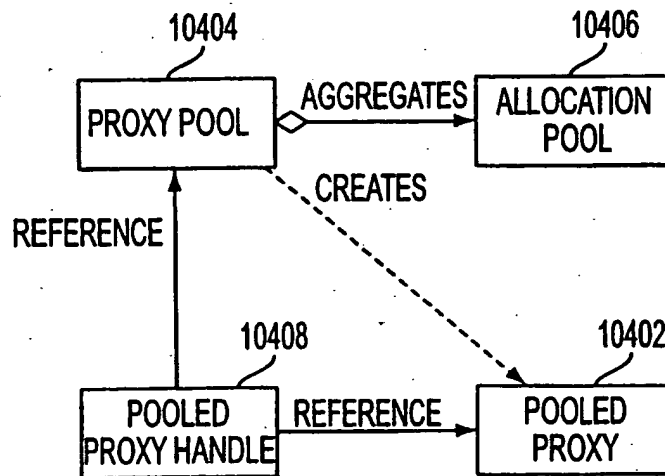 10404
10406
PROXY POOL
AGGREGATES
ALLOCATION
POOL
CREATES
REFERENCE
10408
10402
POOLED
PROXY HANDLE
REFERENCE
POOLED
PROXY